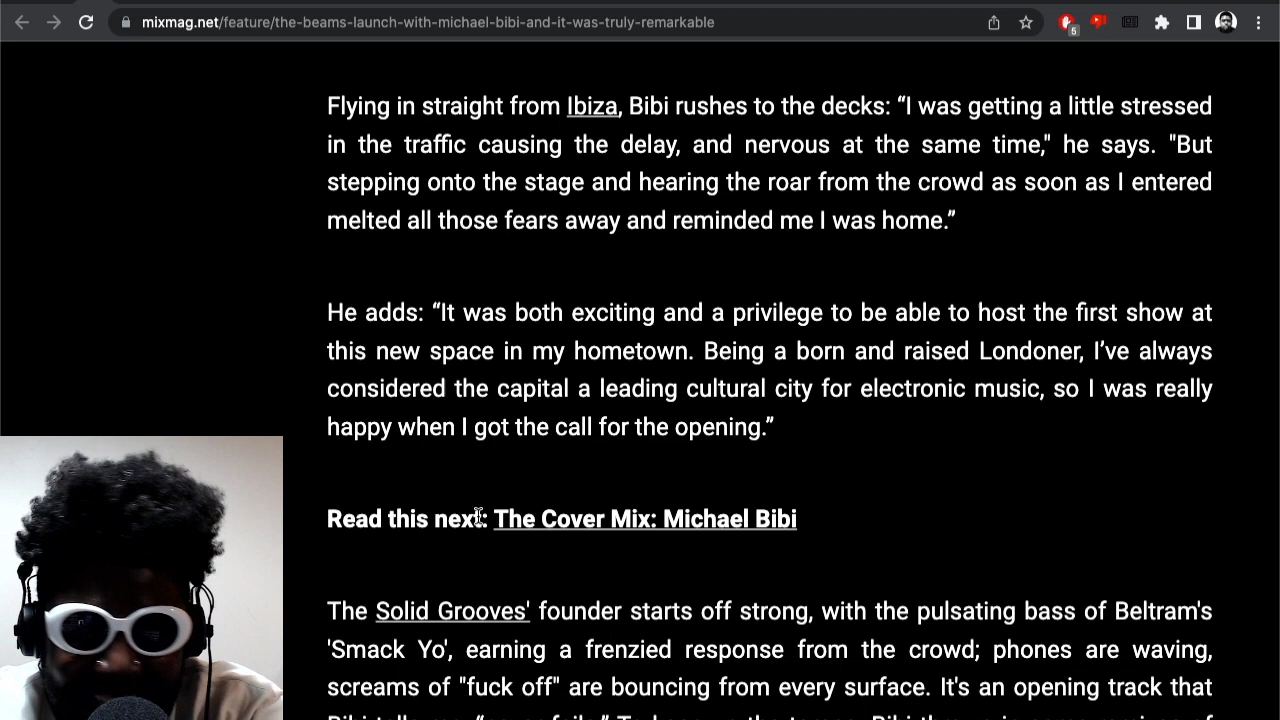 mixmag.net/feature/the-beams-launch-with-michael-bibi-and-it-was-truly-remarkable
5
Flying in straight from Ibiza, Bibi rushes to the decks: “I was getting a little stressed
in the traffic causing the delay, and nervous at the same time," he says. "But
stepping onto the stage and hearing the roar from the crowd as soon as I entered
melted all those fears away and reminded me I was home.”
He adds: “It was both exciting and a privilege to be able to host the first show at
this new space in my hometown. Being a born and raised Londoner, I’ve always
considered the capital a leading cultural city for electronic music, so I was really
happy when I got the call for the opening.”
Read this next: The Cover Mix: Michael Bibi
The Solid Grooves' founder starts off strong, with the pulsating bass of Beltram's
'Smack Yo', earning a frenzied response from the crowd; phones are waving,
screams of "fuck off" are bouncing from every surface. It's an opening track that